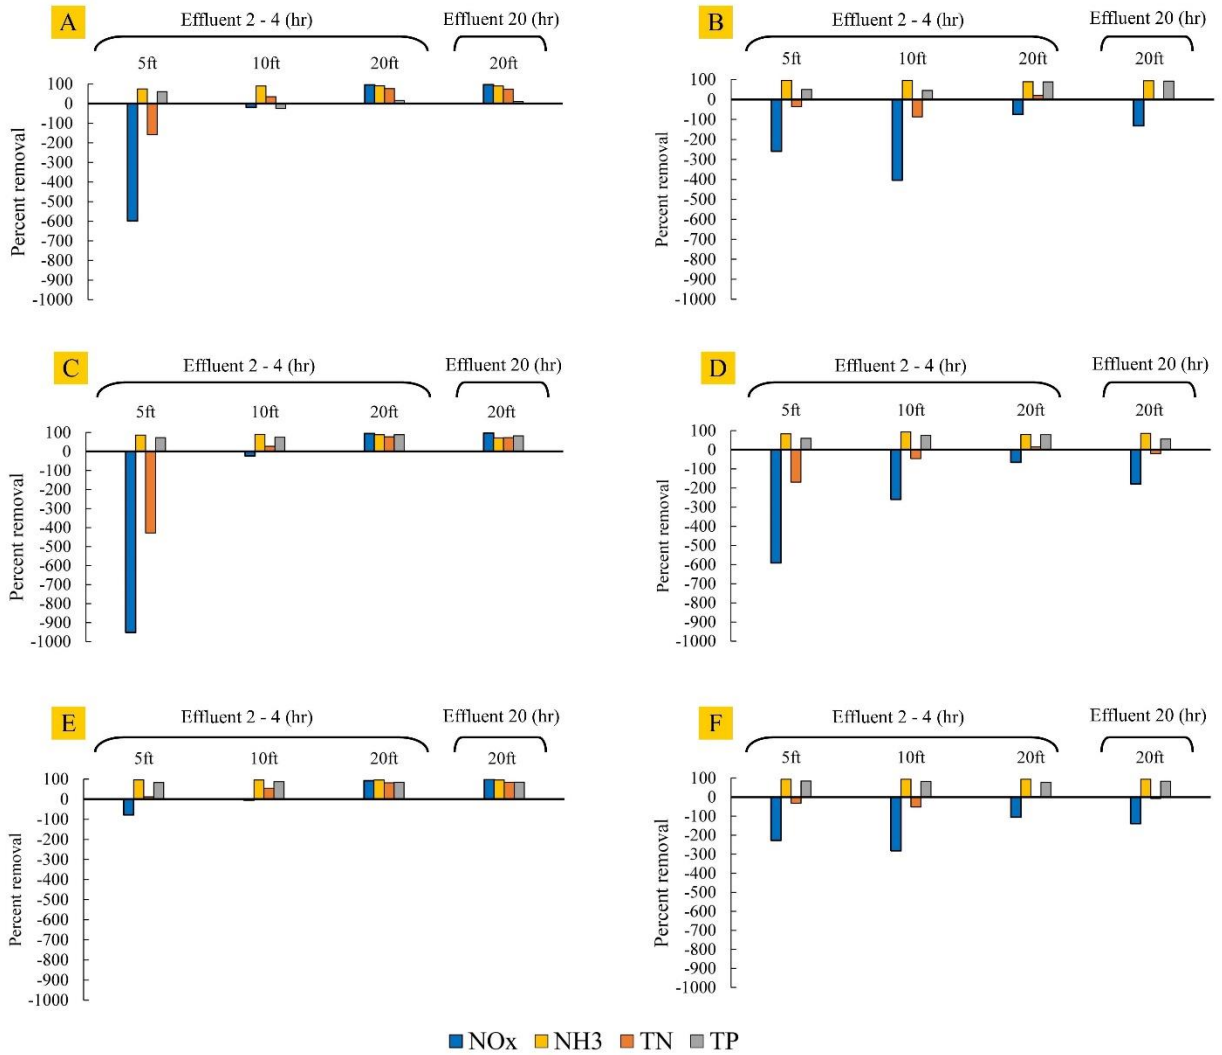 A
Effluent 2 - 4 (hr)
Effluent 20 (hr)
5ft
10ft
20ft
20ft
Percent removal
100
0
-100
-200
-300
-400
-500
-600
-700
-800
-900
-1000
B
Effluent 2 - 4 (hr)
Effluent 20 (hr)
5ft
10ft
20ft
20ft
Percent removal
100
0
-100
-200
-300
-400
-500
-600
-700
-800
-900
-1000
C
Effluent 2 - 4 (hr)
Effluent 20 (hr)
5ft
10ft
20ft
20ft
Percent removal
100
0
-100
-200
-300
-400
-500
-600
-700
-800
-900
-1000
D
Effluent 2 - 4 (hr)
Effluent 20 (hr)
5ft
10ft
20ft
20ft
Percent removal
100
0
-100
-200
-300
-400
-500
-600
-700
-800
-900
-1000
E
Effluent 2 - 4 (hr)
Effluent 20 (hr)
5ft
10ft
20ft
20ft
Percent removal
100
0
-100
-200
-300
-400
-500
-600
-700
-800
-900
-1000
F
Effluent 2 - 4 (hr)
Effluent 20 (hr)
5ft
10ft
20ft
20ft
Percent removal
100
0
-100
-200
-300
-400
-500
-600
-700
-800
-900
-1000
NOx NH3 TN TP